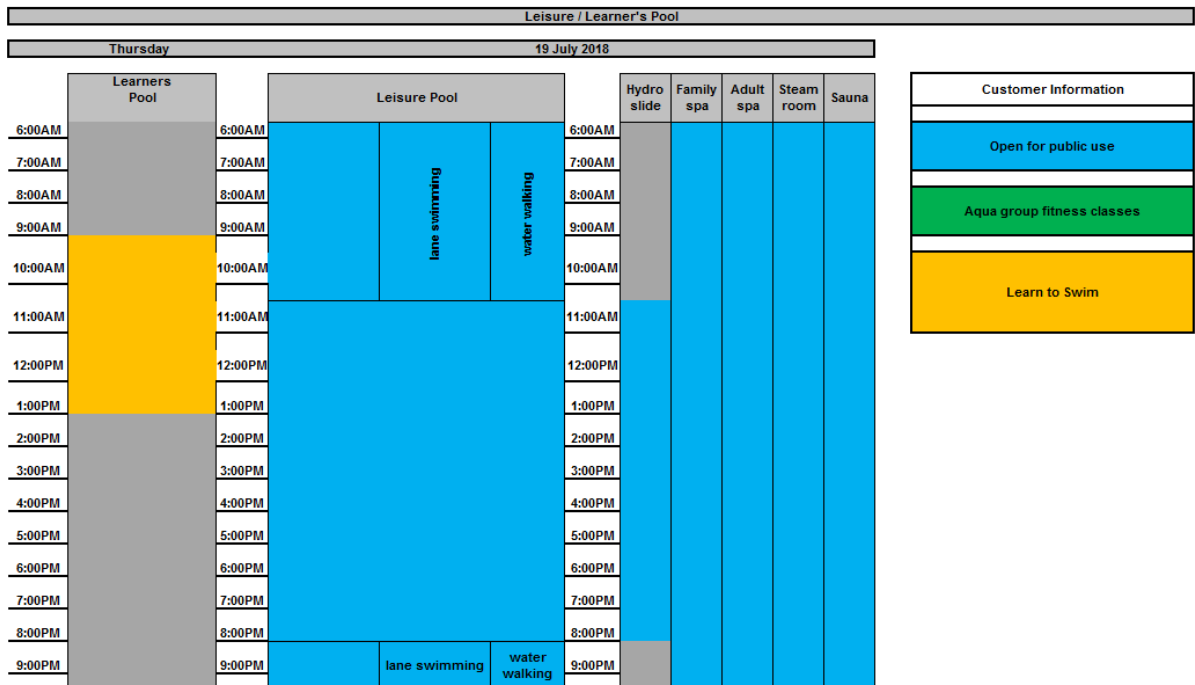 Leisure / Learner's Pool
Thursday 19 July 2018
Learners
Pool
Leisure Pool
Hydro
slide
Family
spa
Adult
spa
Steam
room
Sauna
Customer Information
6:00AM 6:00AM 6:00AM
Open for public use
7:00AM 7:00AM 7:00AM
lane swimming
water walking
8:00AM 8:00AM 8:00AM
Aqua group fitness classes
9:00AM 9:00AM 9:00AM
10:00AM 10:00AM 10:00AM
Learn to Swim
11:00AM 11:00AM 11:00AM
12:00PM 12:00PM 12:00PM
1:00PM 1:00PM 1:00PM
2:00PM 2:00PM 2:00PM
3:00PM 3:00PM 3:00PM
4:00PM 4:00PM 4:00PM
5:00PM 5:00PM 5:00PM
6:00PM 6:00PM 6:00PM
7:00PM 7:00PM 7:00PM
8:00PM 8:00PM 8:00PM
9:00PM 9:00PM lane swimming water 9:00PM
walking